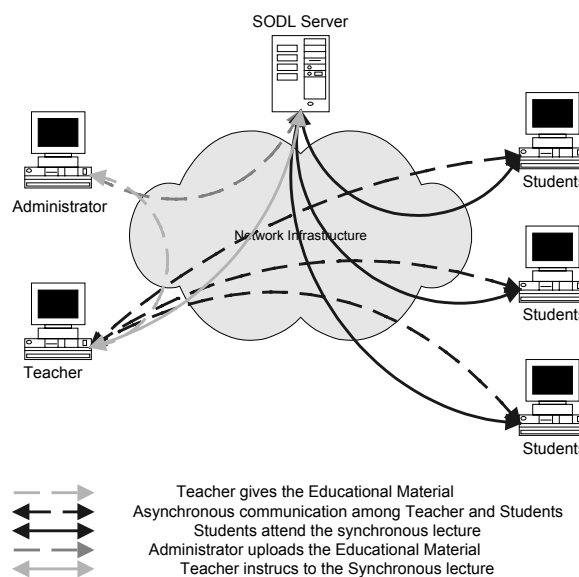 SODL Server
Administrator
Students
Network Infrastructure
Students
Teacher
Students
Teacher gives the Educational Material
Asynchronous communication among Teacher and Students
Students attend the synchronous lecture
Administrator uploads the Educational Material
Teacher instrucs to the Synchronous lecture